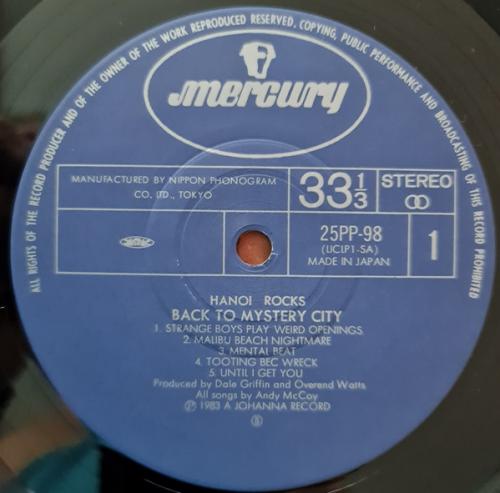 ALL RIGHTS OF THE RECORD PRODUCER AND OF THE OWNER OF THE WORK REPRODUCED RESERVED. COPYING, PUBLIC PERFORMANCE AND BROADCASTING OF THIS RECORD PROHIBITED
mercury
MANUFACTURED BY NIPPON PHONOGRAM
CO., LTD., TOKYO
33 1/3
STEREO
25PP-98
(LICLP1-SA)
MADE IN JAPAN
1
HANOI ROCKS
BACK TO MYSTERY CITY
1. STRANGE BOYS PLAY WEIRD OPENINGS
2. MALIBU BEACH NIGHTMARE
3. MENTAL BEAT
4. TOOTING BEC WRECK
5. UNTIL I GET YOU
Produced by Dale Griffin and Overend Watts
All songs by Andy McCoy
Ⓟ 1983 A JOHANNA RECORD